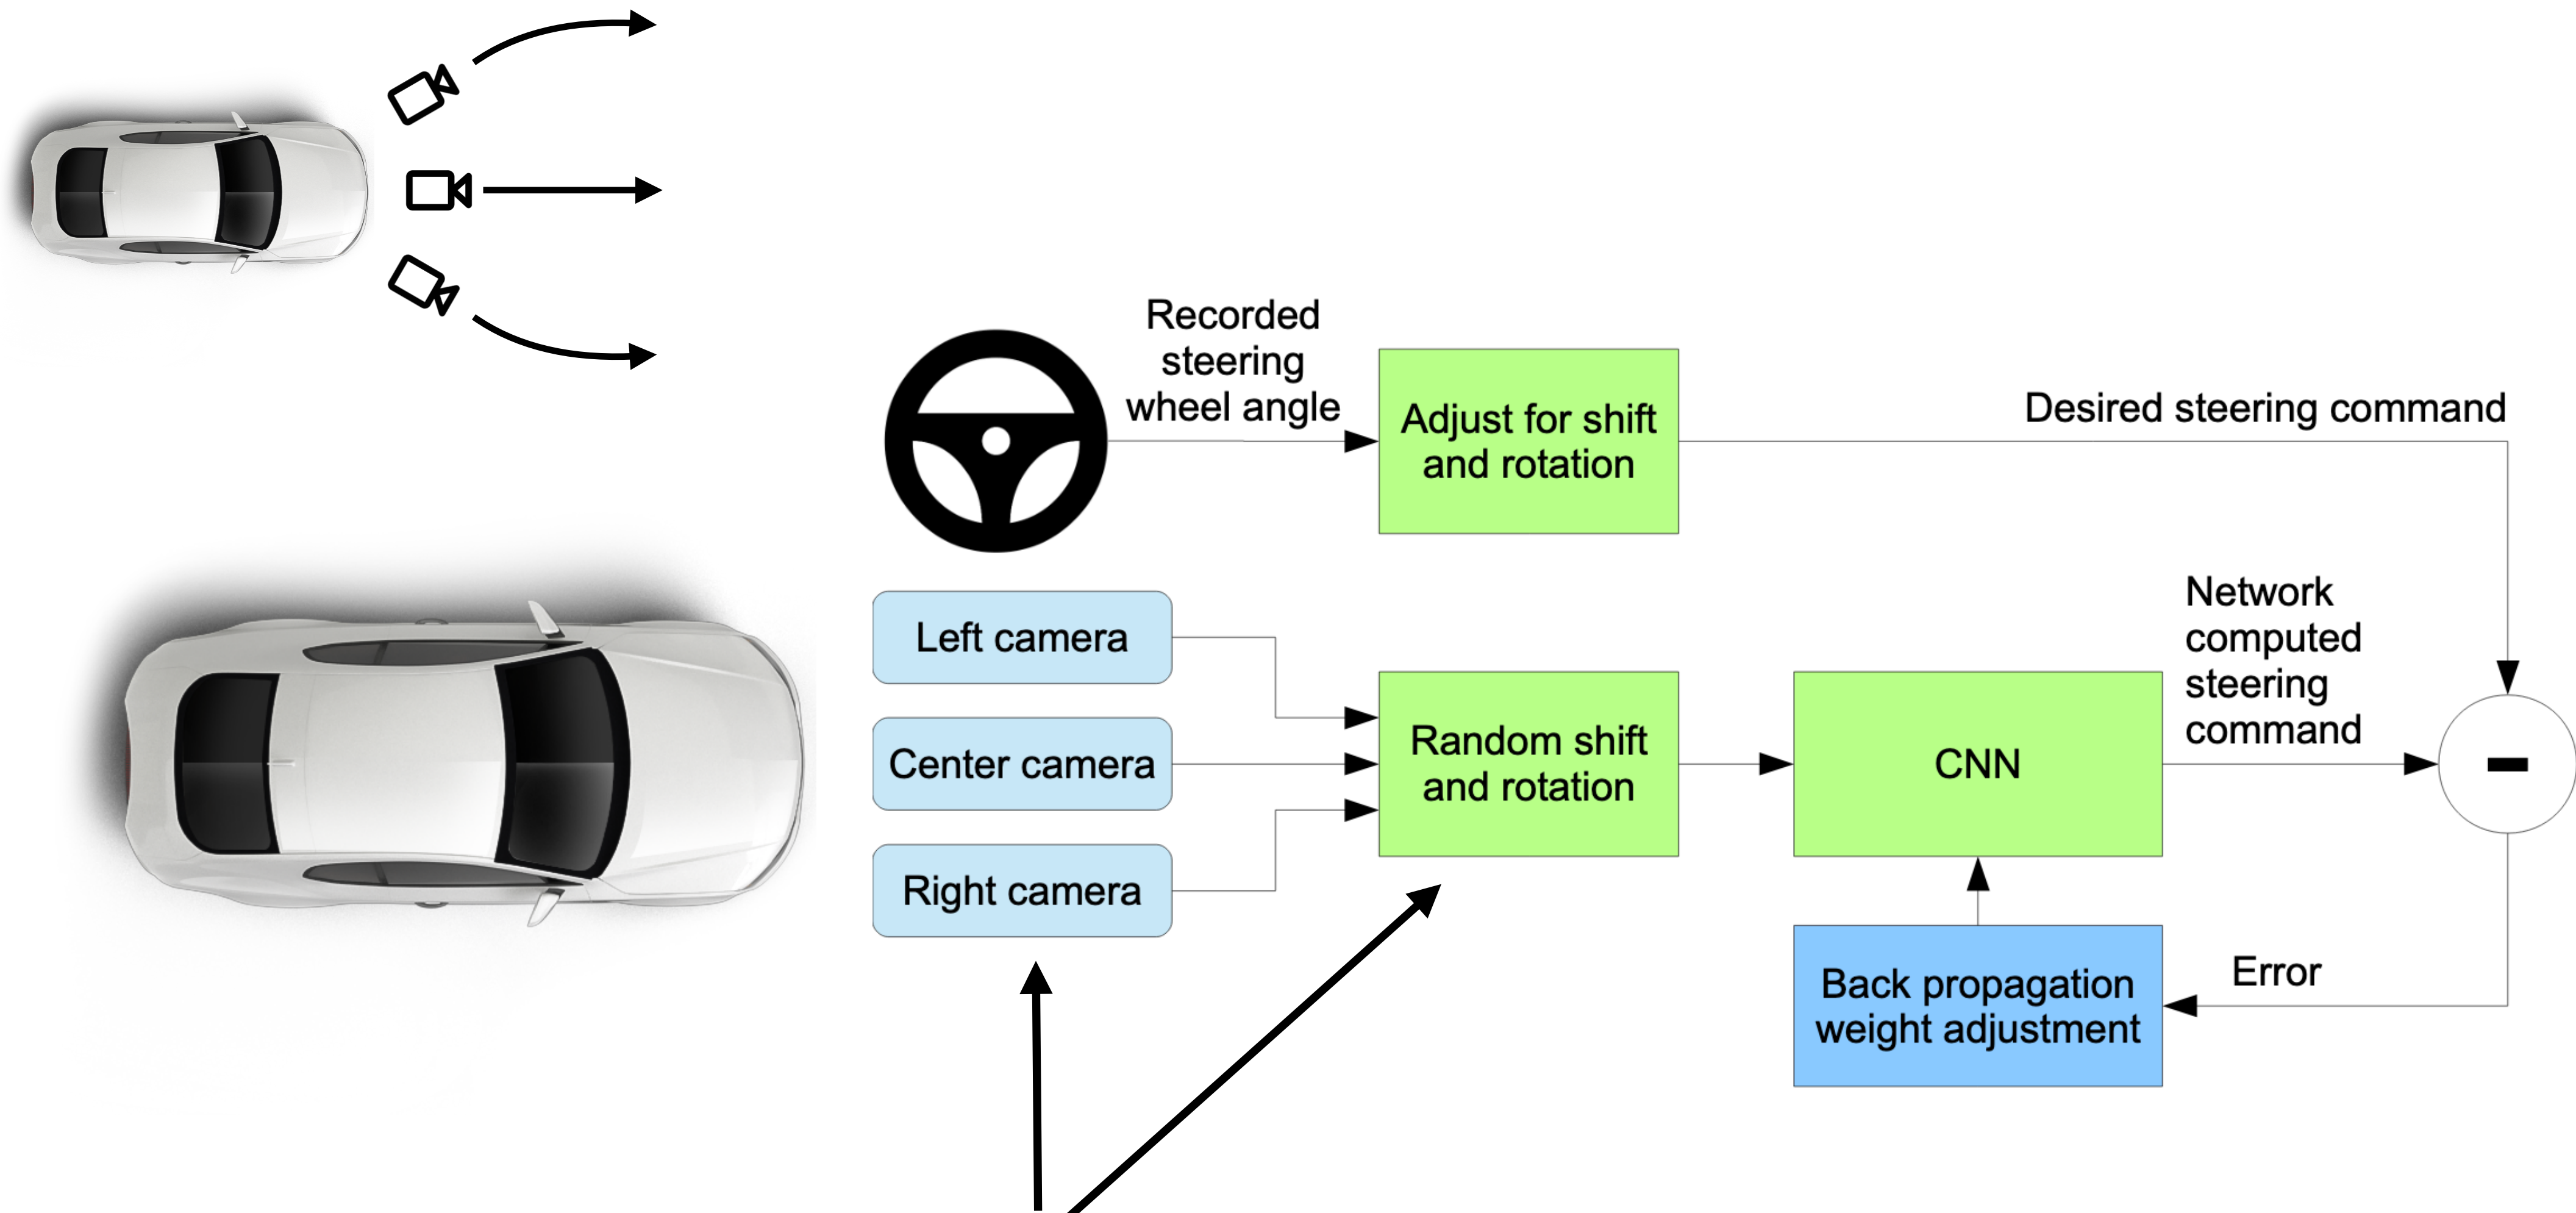 Recorded
steering
wheel angle
Adjust for shift
and rotation
Desired steering command
Left camera
Center camera
Right camera
Random shift
and rotation
CNN
Network
computed
steering
command
Back propagation
weight adjustment
Error